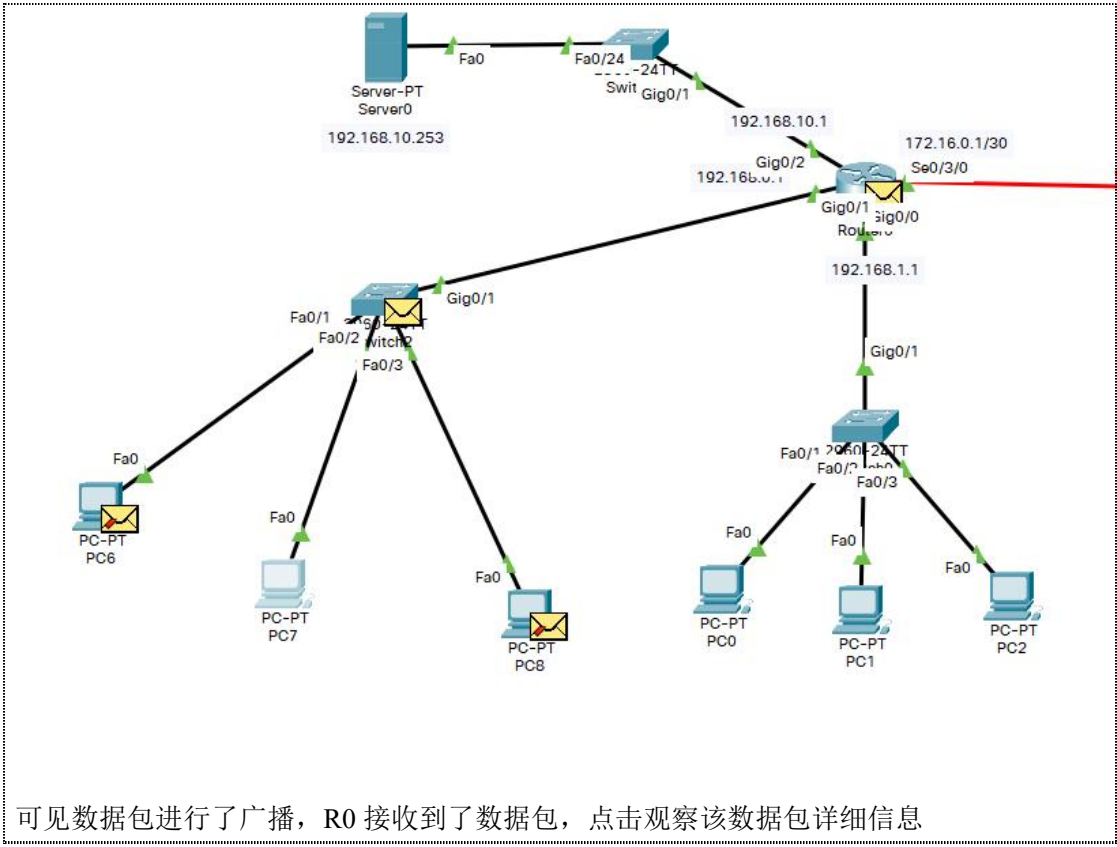 Fa0
Fa0/24
Server-PT
Server0
192.168.10.253
Gig0/1
192.168.10.1
Gig0/2
172.16.0.1/30
Se0/3/0
Gig0/1
Gig0/0
192.168.1.1
Gig0/1
Fa0/1
Fa0/2
Fa0/3
Gig0/1
Fa0/1
Fa0/2
Fa0/3
Fa0
PC-PT
PC6
Fa0
PC-PT
PC7
Fa0
PC-PT
PC8
Fa0
PC-PT
PC0
Fa0
PC-PT
PC1
Fa0
PC-PT
PC2
可见数据包进行了广播，R0 接收到了数据包，点击观察该数据包详细信息